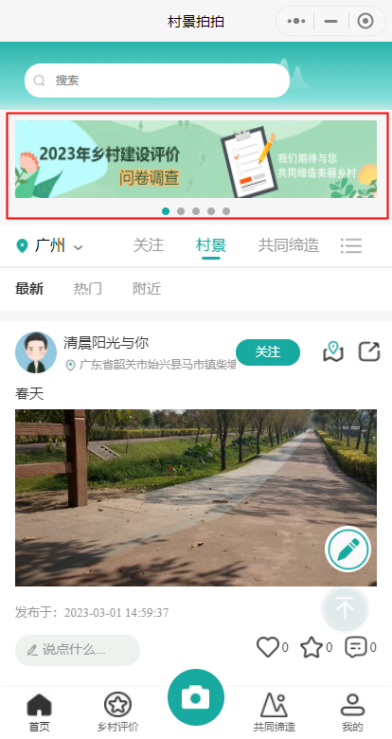 村景拍拍
搜索
2023年乡村建设评价
问卷调查
我们期待与您
共同缔造美丽乡村
广州 关注 村景 共同缔造
最新 热门 附近
清晨阳光与你
广东省韶关市始兴县马市镇柴塘
关注
春天
发布于：2023-03-01 14:59:37
说点什么... 0 0 0
首页 乡村评价 共同缔造 我的